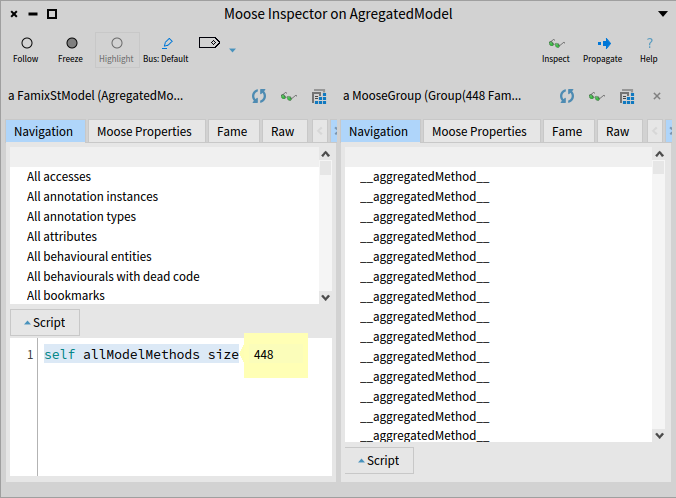 Moose Inspector on AgregatedModel
Follow
Freeze
Highlight
Bus: Default
Inspect
Propagate
Help
a FamixStModel (AgregatedMo...
Navigation
Moose Properties
Fame
Raw
All accesses
All annotation instances
All annotation types
All attributes
All behavioural entities
All behaviourals with dead code
All bookmarks
Script
1 self allModelMethods size 448
a MooseGroup (Group(448 Fam...
Navigation
Moose Properties
Fame
Raw
__aggregatedMethod__
__aggregatedMethod__
__aggregatedMethod__
__aggregatedMethod__
__aggregatedMethod__
__aggregatedMethod__
__aggregatedMethod__
__aggregatedMethod__
__aggregatedMethod__
__aggregatedMethod__
__aggregatedMethod__
__aggregatedMethod__
__aggregatedMethod__
__aggregatedMethod__
Script